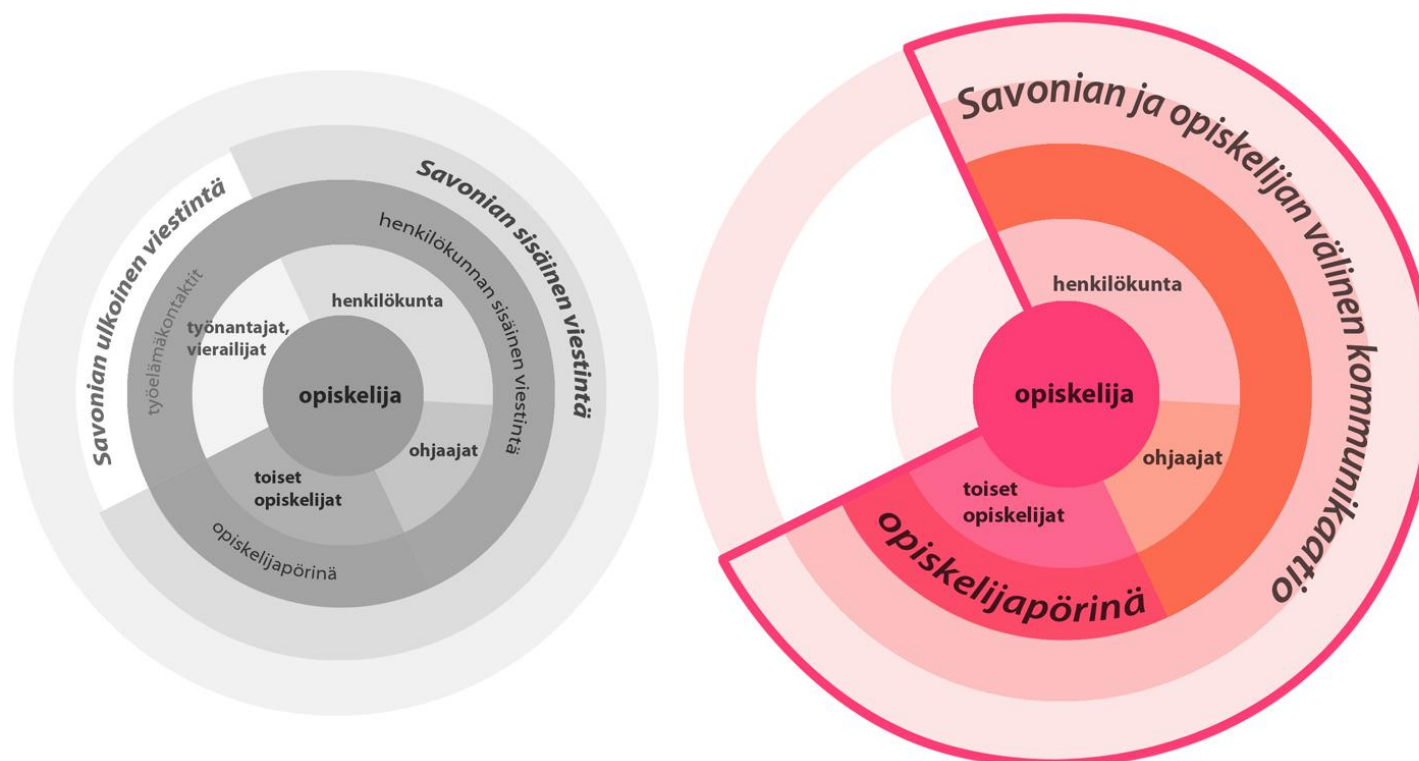 Savonian ulkoinen viestintä
Savonian sisäinen viestintä
työelämäkontaktit
henkilökunnan sisäinen viestintä
työnantajat,
vierailijat
henkilökunta
opiskelija
ohjaajat
toiset
opiskelijat
opiskelijapörinä
Savonian ja opiskelijan välinen kommunikaatio
henkilökunta
opiskelija
ohjaajat
toiset
opiskelijat
opiskelijapörinä